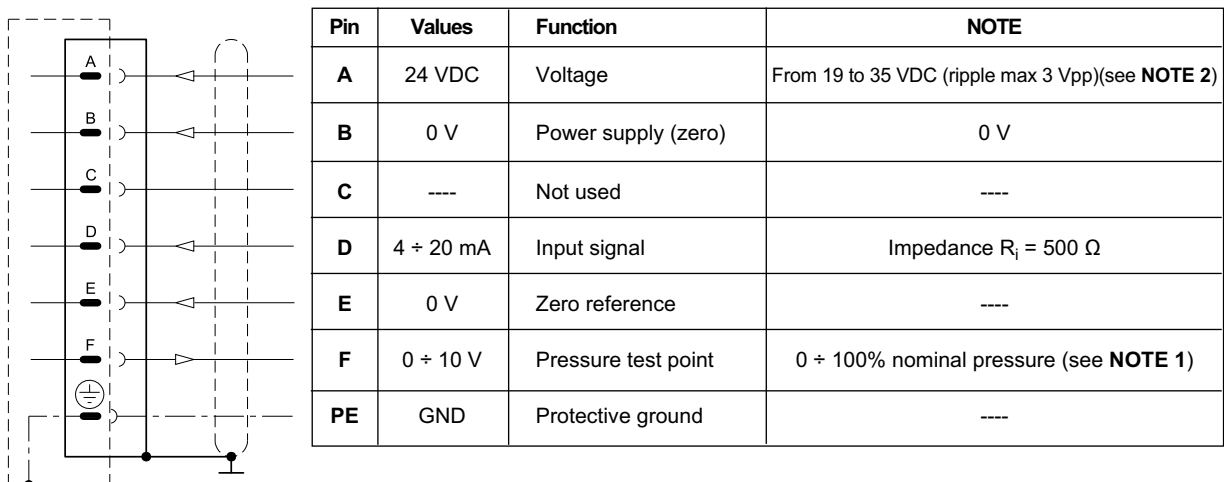 A
B
C
D
E
F
Pin Values Function NOTE
A 24 VDC Voltage From 19 to 35 VDC (ripple max 3 Vpp)(see NOTE 2)
B 0 V Power supply (zero) 0 V
C ---- Not used ----
D 4 ÷ 20 mA Input signal Impedance Ri = 500 Ω
E 0 V Zero reference ----
F 0 ÷ 10 V Pressure test point 0 ÷ 100% nominal pressure (see NOTE 1)
PE GND Protective ground ----